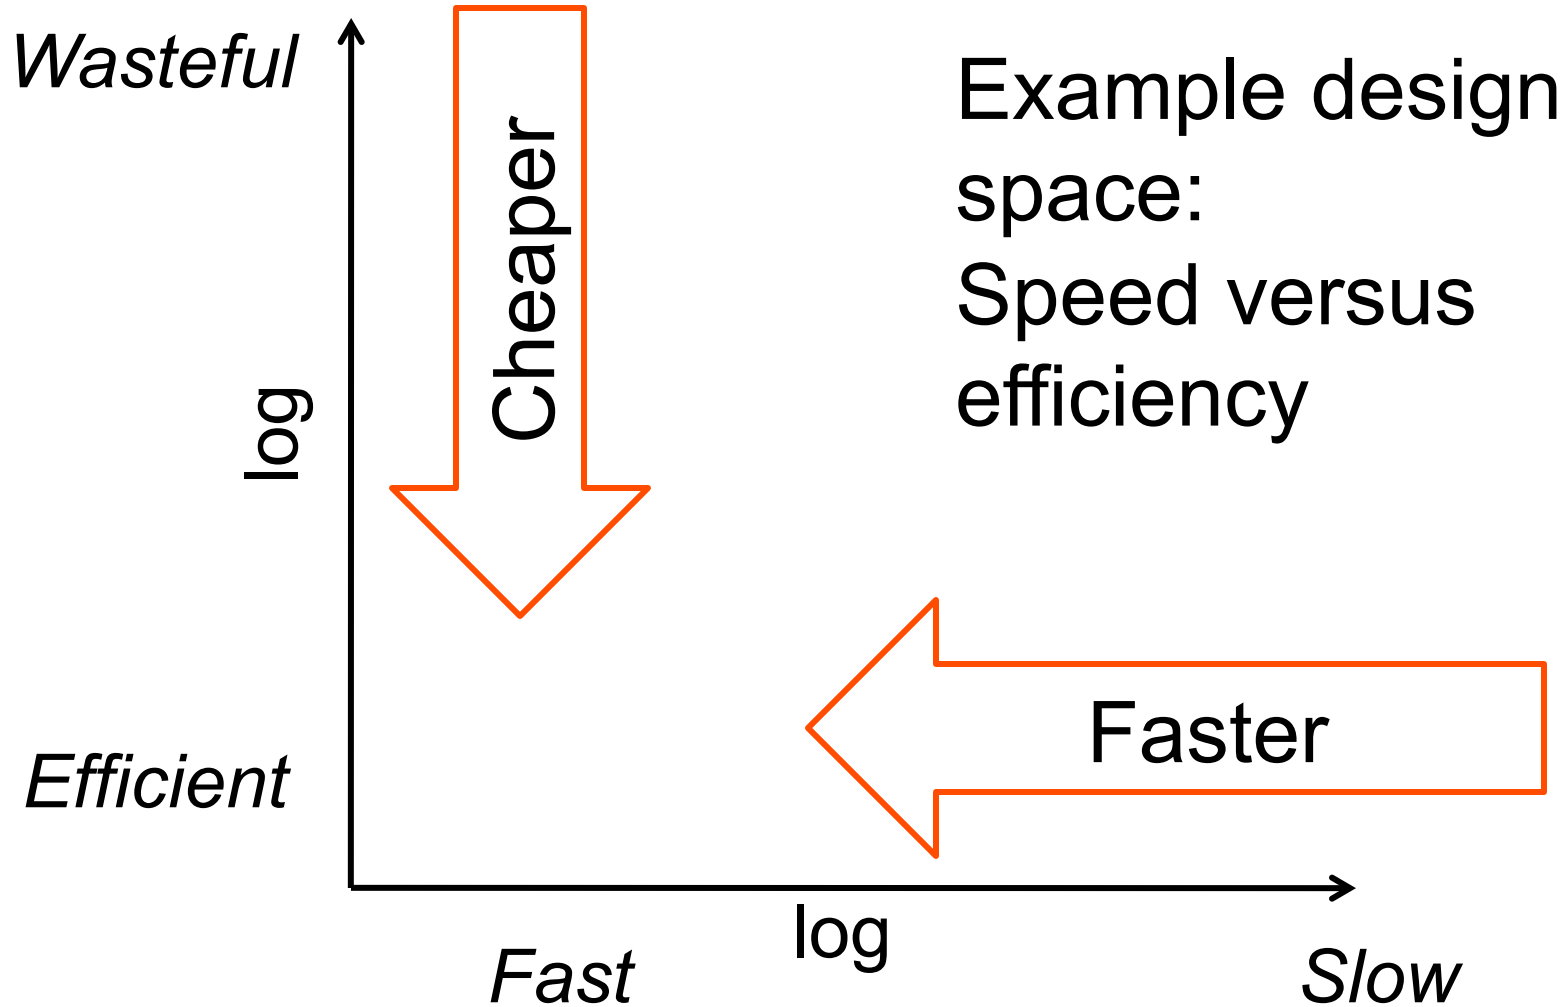 Wasteful
Cheaper
Example design
space:
Speed versus
efficiency
log
Faster
Efficient
log
Fast
Slow